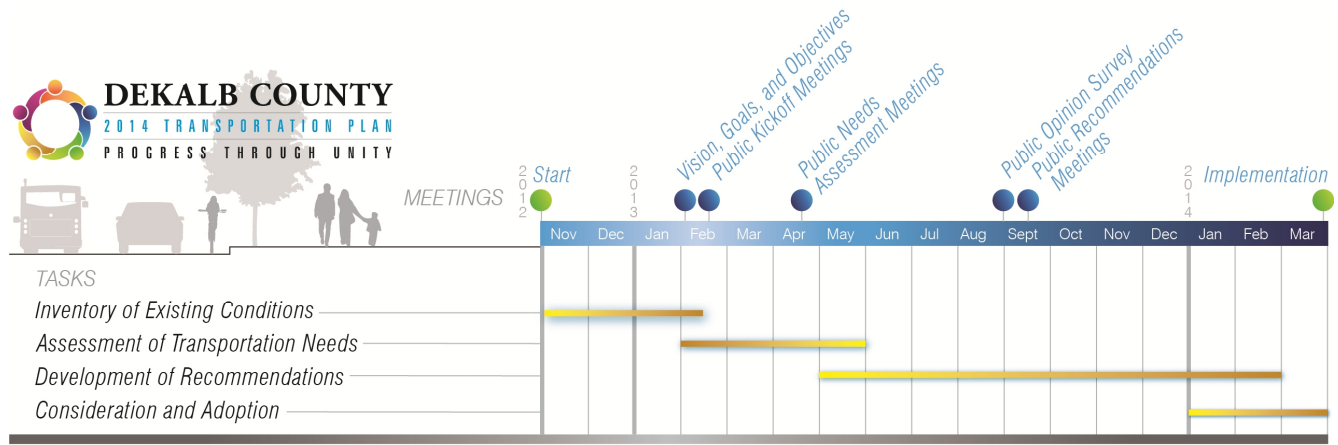 DEKALB COUNTY
2014 TRANSPORTATION PLAN
PROGRESS THROUGH UNITY
MEETINGS
2012
Start
2013
Vision, Goals, and Objectives
Public Kickoff Meetings
Public Needs
Assessment Meetings
Public Opinion Survey
Public Recommendations
Meetings
2014
Implementation
Nov Dec Jan Feb Mar Apr May Jun Jul Aug Sept Oct Nov Dec Jan Feb Mar
TASKS
Inventory of Existing Conditions
Assessment of Transportation Needs
Development of Recommendations
Consideration and Adoption